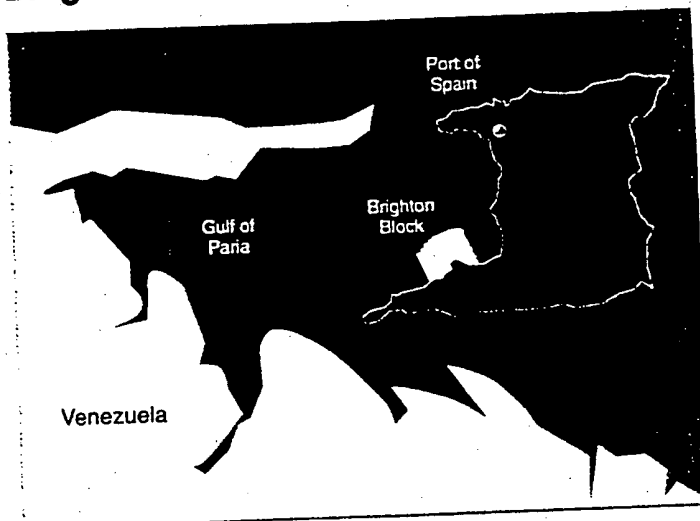 Port of
Spain
Brighton
Block
Gulf of
Paria
Venezuela